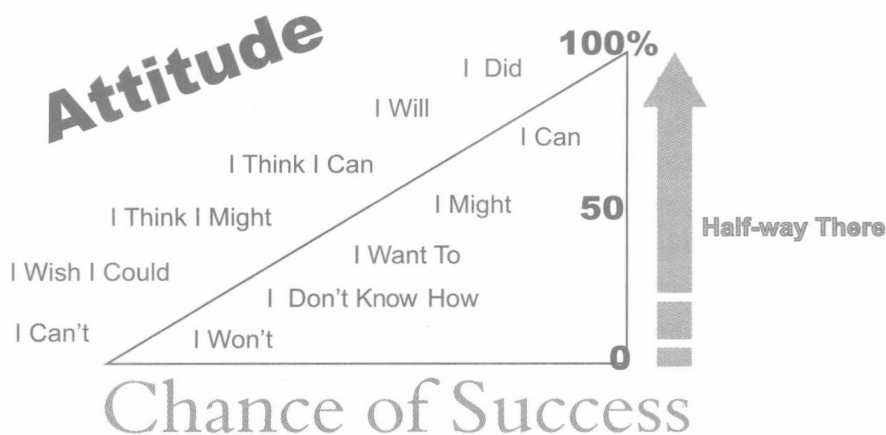 Attitude
100%
I Did
I Will
I Can
I Think I Can
I Might
50
I Think I Might
Half-way There
I Want To
I Wish I Could
I Don't Know How
I Can't
I Won't
0
Chance of Success